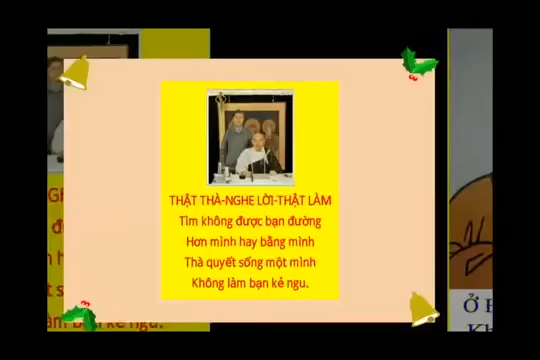 THẬT THÀ-NGHE LỜI-THẬT LÀM
Tìm không được bạn đường
Hơn mình hay bằng mình
Thà quyết sống một mình
Không làm bạn kẻ ngu.